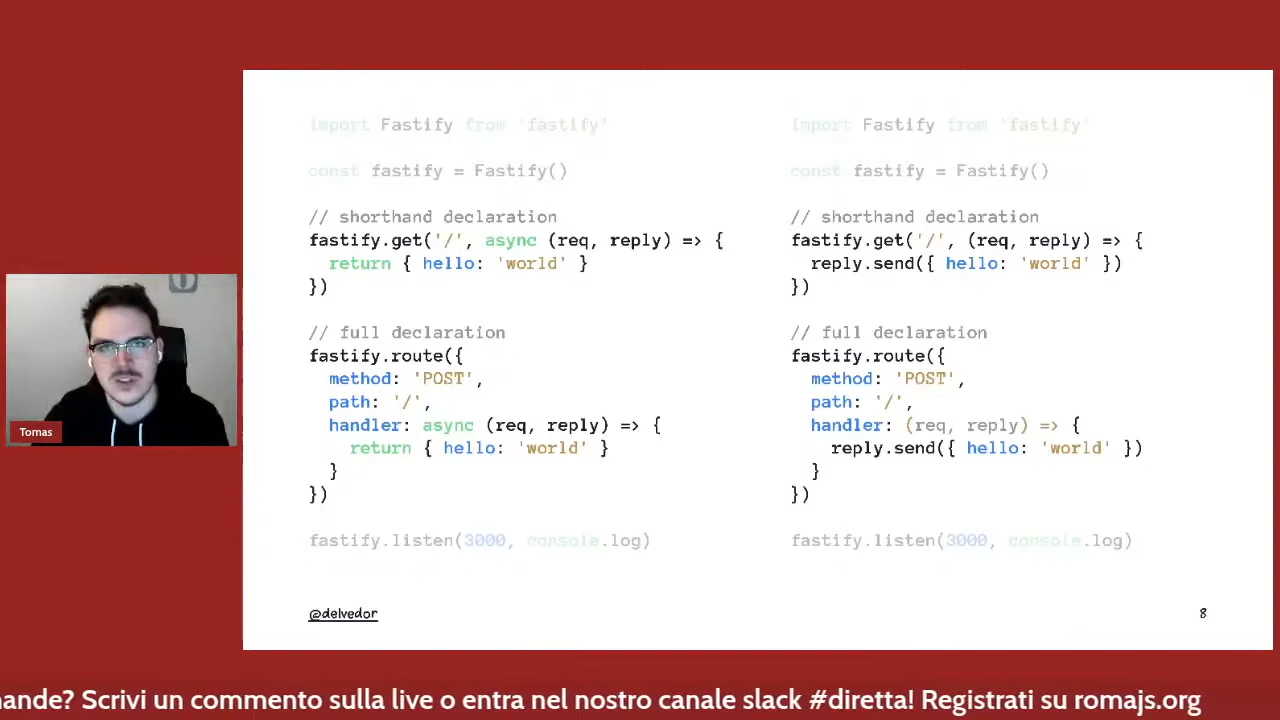 import Fastify from 'fastify'
const fastify = Fastify()
// shorthand declaration
fastify.get('/', async (req, reply) => {
  return { hello: 'world' }
})
// full declaration
fastify.route({
  method: 'POST',
  path: '/',
  handler: async (req, reply) => {
    return { hello: 'world' }
  }
})
fastify.listen(3000, console.log)
import Fastify from 'fastify'
const fastify = Fastify()
// shorthand declaration
fastify.get('/', (req, reply) => {
  reply.send({ hello: 'world' })
})
// full declaration
fastify.route({
  method: 'POST',
  path: '/',
  handler: (req, reply) => {
    reply.send({ hello: 'world' })
  }
})
fastify.listen(3000, console.log)
Tomas
@delvedor
8
Scrivi un commento sulla live o entra nel nostro canale slack #diretta! Registrati su romajs.org